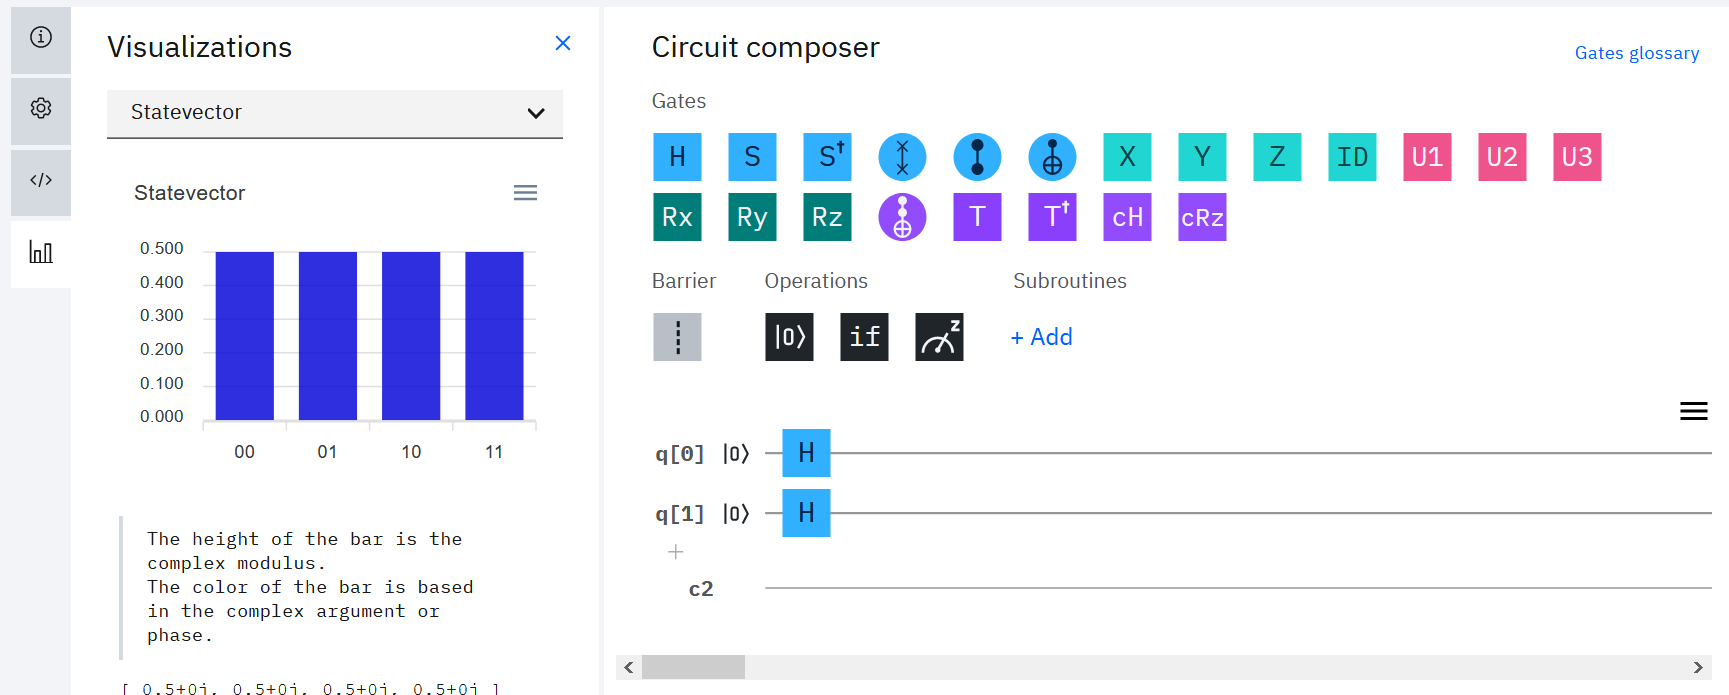 Visualizations
Statevector
Statevector
0.500
0.400
0.300
0.200
0.100
0.000
00 01 10 11
The height of the bar is the
complex modulus.
The color of the bar is based
in the complex argument or
phase.
[ 0.5+0j, 0.5+0j, 0.5+0j, 0.5+0j ]
Circuit composer
Gates glossary
Gates
H S S† X Y Z ID U1 U2 U3
Rx Ry Rz T T† cH cRz
Barrier Operations Subroutines
|0⟩ if z + Add
q[0] |0⟩ H
q[1] |0⟩ H
+
c2